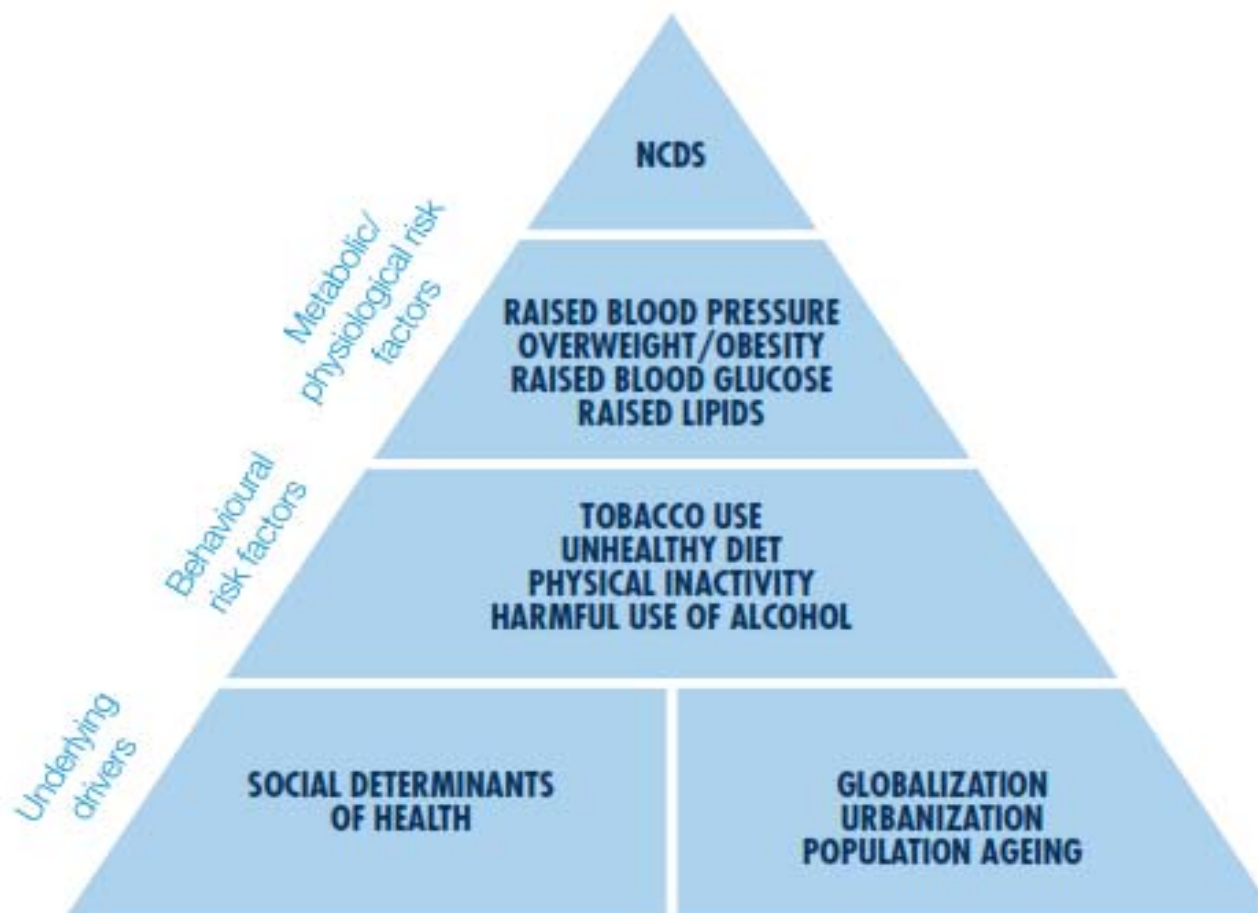 NCDS
Metabolic/
physiological risk
factors
RAISED BLOOD PRESSURE
OVERWEIGHT/OBESITY
RAISED BLOOD GLUCOSE
RAISED LIPIDS
Behavioural
risk factors
TOBACCO USE
UNHEALTHY DIET
PHYSICAL INACTIVITY
HARMFUL USE OF ALCOHOL
Underlying
drivers
SOCIAL DETERMINANTS
OF HEALTH
GLOBALIZATION
URBANIZATION
POPULATION AGEING